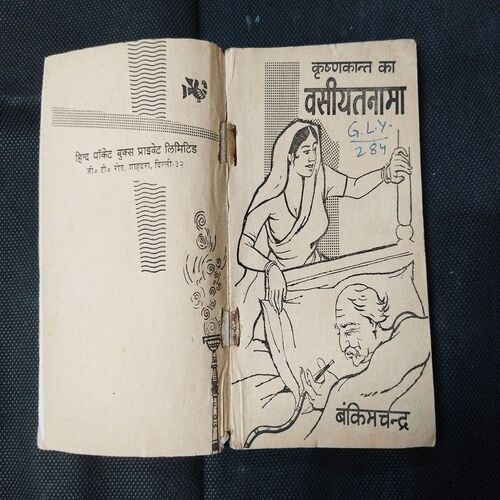 हिन्द पॉकेट बुक्स प्राइवेट लिमिटिड
जी० टी० रोड, शाहदरा, दिल्ली-३२
कृष्णकान्त का
वसीयतनामा
G.L.Y.
284
बंकिमचन्द्र